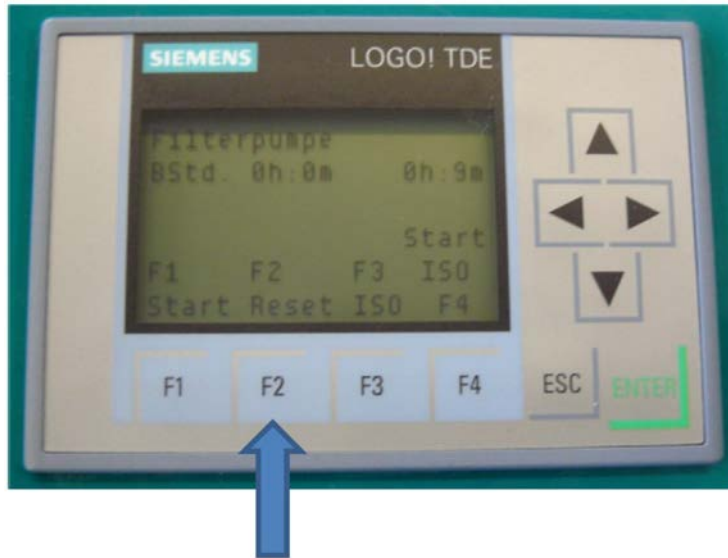 SIEMENS LOGO! TDE
Filterpumpe
BStd. 0h:0m 0h:9m
Start
F1 F2 F3 ISO
Start Reset ISO F4
F1 F2 F3 F4 ESC ENTER